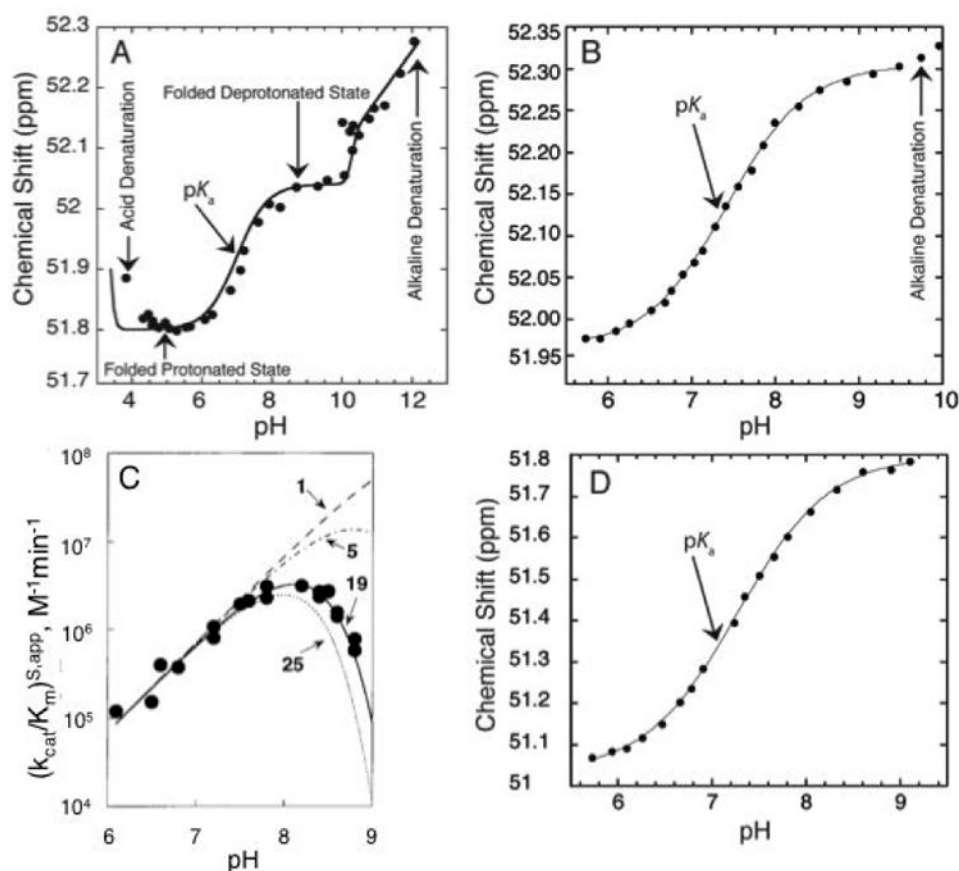 A
Chemical Shift (ppm)
52.3
52.2
52.1
52
51.9
51.8
51.7
Acid Denaturation
Folded Deprotonated State
pKa
Alkaline Denaturation
Folded Protonated State
4
6
8
10
12
pH
B
Chemical Shift (ppm)
52.35
52.30
52.25
52.20
52.15
52.10
52.05
52.00
51.95
pKa
Alkaline Denaturation
6
7
8
9
10
pH
C
(kcat/Km)S,app, M-1min-1
10^8
10^7
10^6
10^5
10^4
1
5
19
25
6
7
8
9
pH
D
Chemical Shift (ppm)
51.8
51.7
51.6
51.5
51.4
51.3
51.2
51.1
51
pKa
6
7
8
9
pH